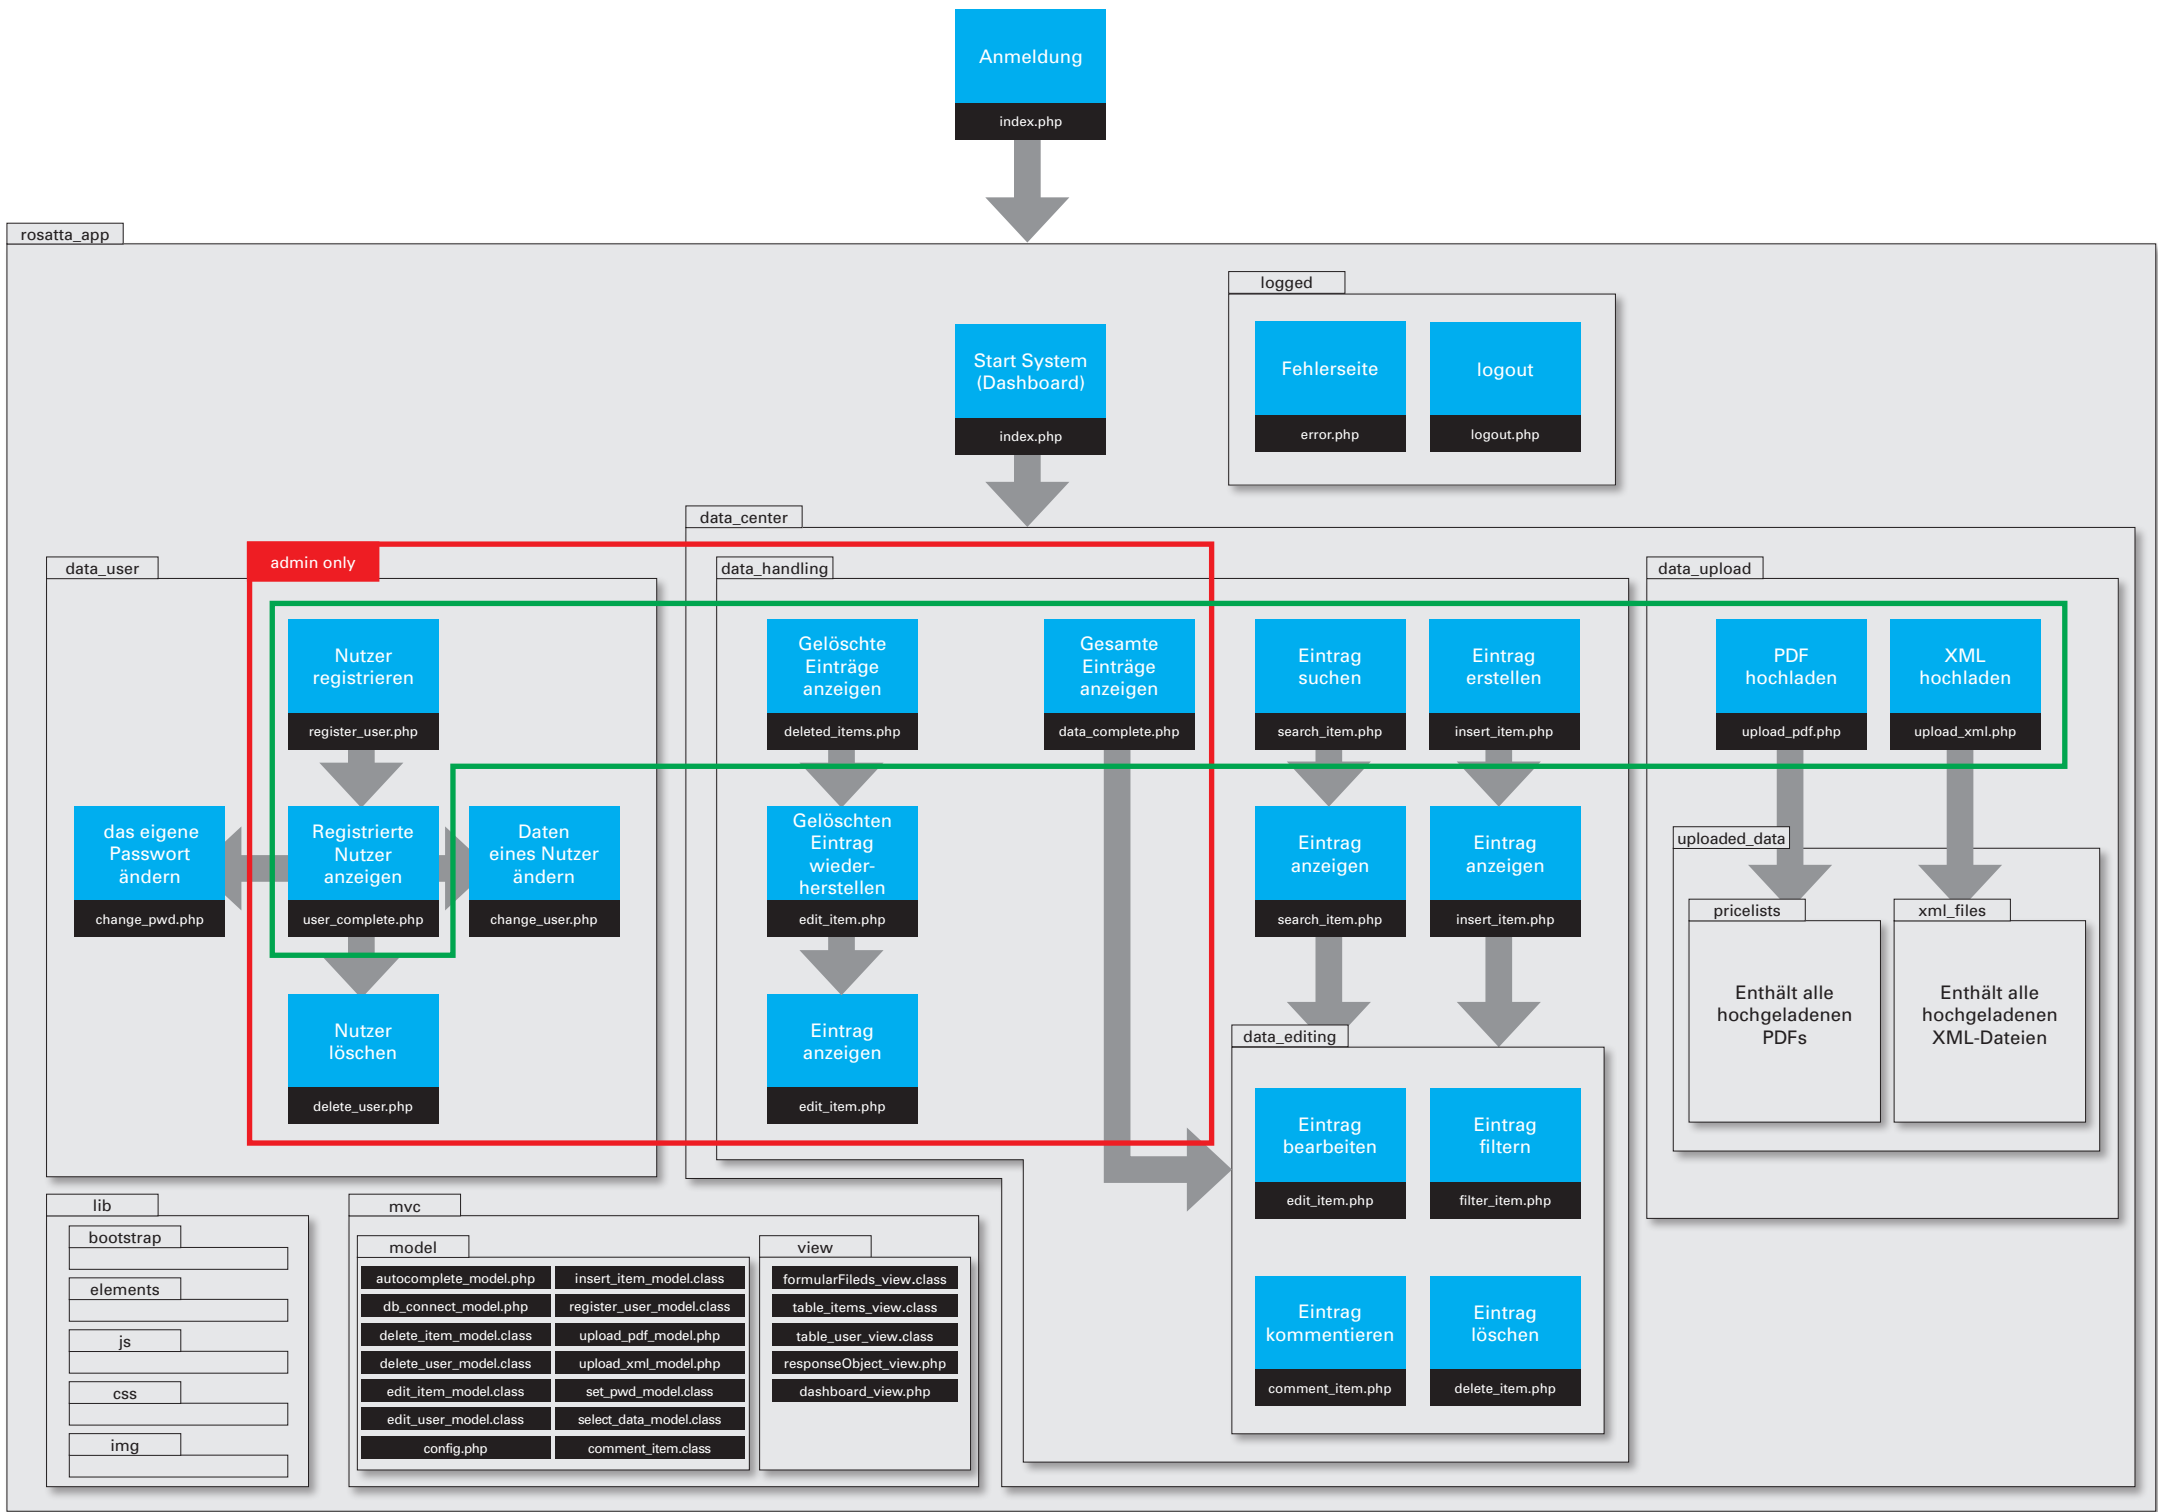 Anmeldung
index.php
rosatta_app
logged
Start System
(Dashboard)
index.php
Fehlerseite
error.php
logout
logout.php
data_center
data_user
admin only
data_handling
data_upload
Nutzer
registrieren
register_user.php
Gelöschte
Einträge
anzeigen
deleted_items.php
Gesamte
Einträge
anzeigen
data_complete.php
Eintrag
suchen
search_item.php
Eintrag
erstellen
insert_item.php
PDF
hochladen
upload_pdf.php
XML
hochladen
upload_xml.php
das eigene
Passwort
ändern
change_pwd.php
Registrierte
Nutzer
anzeigen
user_complete.php
Daten
eines Nutzer
ändern
change_user.php
Gelöschten
Eintrag
wieder-
herstellen
edit_item.php
Eintrag
anzeigen
search_item.php
Eintrag
anzeigen
insert_item.php
uploaded_data
pricelists
Enthält alle
hochgeladenen
PDFs
xml_files
Enthält alle
hochgeladenen
XML-Dateien
Nutzer
löschen
delete_user.php
Eintrag
anzeigen
edit_item.php
data_editing
Eintrag
bearbeiten
edit_item.php
Eintrag
filtern
filter_item.php
Eintrag
kommentieren
comment_item.php
Eintrag
löschen
delete_item.php
lib
bootstrap
elements
js
css
img
mvc
model
autocomplete_model.php
db_connect_model.php
delete_item_model.class
delete_user_model.class
edit_item_model.class
edit_user_model.class
config.php
insert_item_model.class
register_user_model.class
upload_pdf_model.php
upload_xml_model.php
set_pwd_model.class
select_data_model.class
comment_item.class
view
formularFileds_view.class
table_items_view.class
table_user_view.class
responseObject_view.php
dashboard_view.php